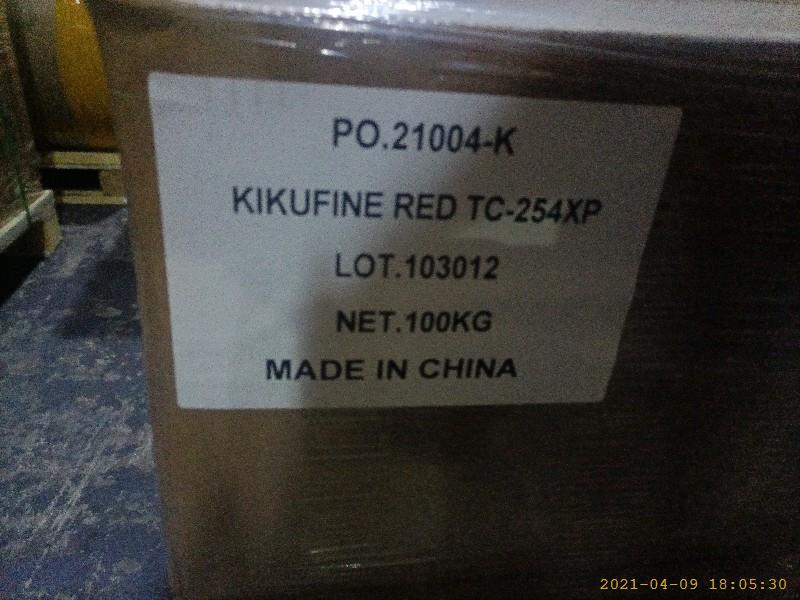 PO.21004-K
KIKUFINE RED TC-254XP
LOT.103012
NET.100KG
MADE IN CHINA
2021-04-09 18:05:30